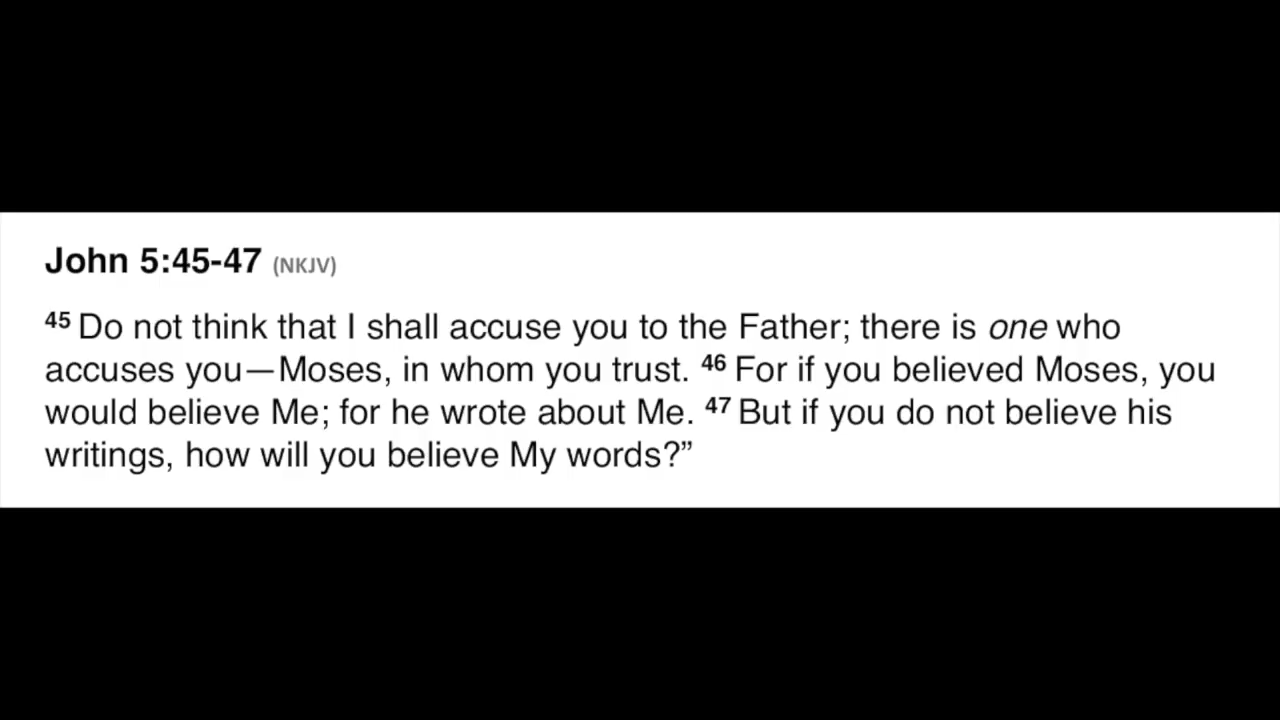 John 5:45-47 (NKJV)
45 Do not think that I shall accuse you to the Father; there is one who
accuses you—Moses, in whom you trust. 46 For if you believed Moses, you
would believe Me; for he wrote about Me. 47 But if you do not believe his
writings, how will you believe My words?”